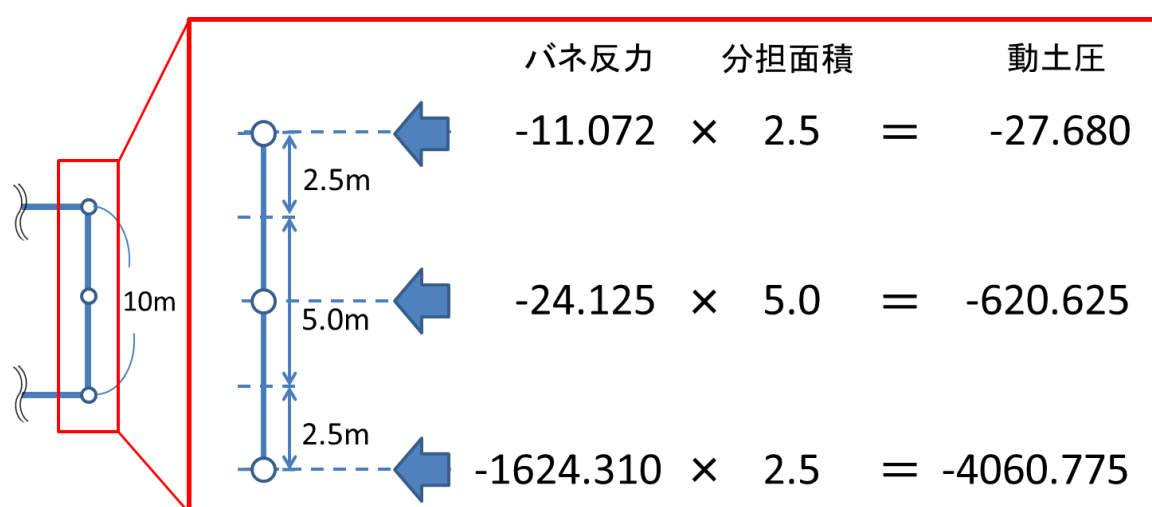 バネ反力 分担面積 動土圧
-11.072 × 2.5 = -27.680
2.5m
10m
-24.125 × 5.0 = -620.625
5.0m
2.5m
-1624.310 × 2.5 = -4060.775